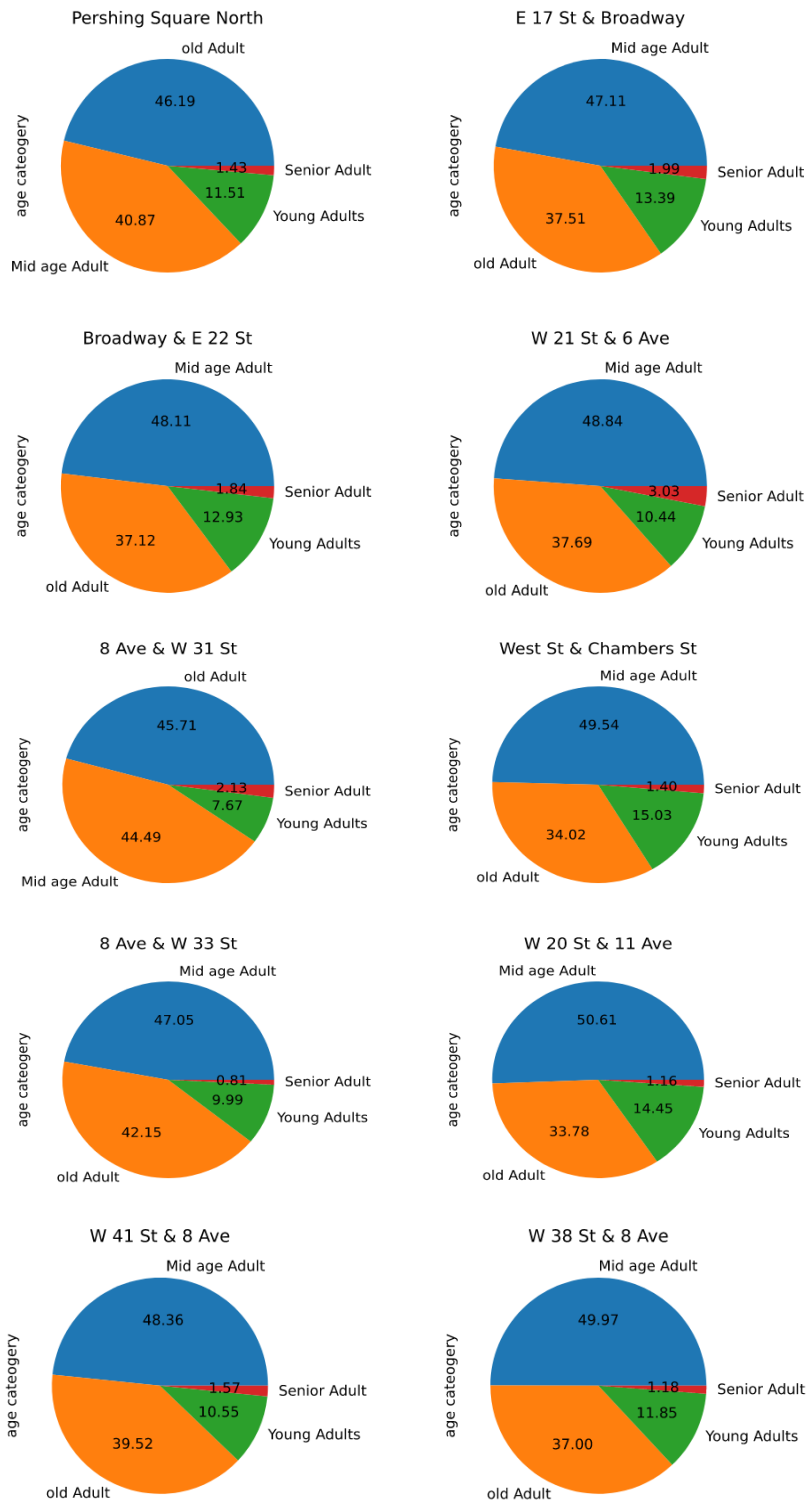 Pershing Square North
old Adult
46.19
age cateogery
1.43
Senior Adult
11.51
Young Adults
40.87
Mid age Adult
E 17 St & Broadway
Mid age Adult
47.11
age cateogery
1.99
Senior Adult
13.39
Young Adults
37.51
old Adult
Broadway & E 22 St
Mid age Adult
48.11
age cateogery
1.84
Senior Adult
12.93
Young Adults
37.12
old Adult
W 21 St & 6 Ave
Mid age Adult
48.84
age cateogery
3.03
Senior Adult
10.44
Young Adults
37.69
old Adult
8 Ave & W 31 St
old Adult
45.71
age cateogery
2.13
Senior Adult
7.67
Young Adults
44.49
Mid age Adult
West St & Chambers St
Mid age Adult
49.54
age cateogery
1.40
Senior Adult
15.03
Young Adults
34.02
old Adult
8 Ave & W 33 St
Mid age Adult
47.05
age cateogery
0.81
Senior Adult
9.99
Young Adults
42.15
old Adult
W 20 St & 11 Ave
Mid age Adult
50.61
age cateogery
1.16
Senior Adult
14.45
Young Adults
33.78
old Adult
W 41 St & 8 Ave
Mid age Adult
48.36
age cateogery
1.57
Senior Adult
10.55
Young Adults
39.52
old Adult
W 38 St & 8 Ave
Mid age Adult
49.97
age cateogery
1.18
Senior Adult
11.85
Young Adults
37.00
old Adult